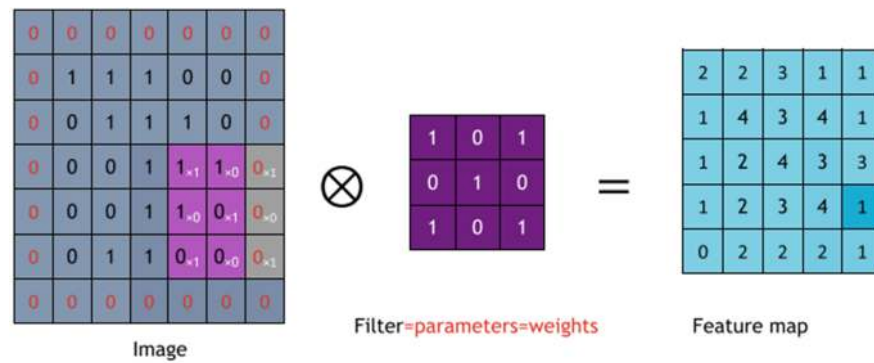 0 0 0 0 0 0 0
0 1 1 1 0 0 0
0 0 1 1 1 0 0
0 0 0 1 1×1 1×0 0×1
0 0 0 1 1×0 0×1 0×0
0 0 1 1 0×1 0×0 0×1
0 0 0 0 0 0 0
Image
1 0 1
0 1 0
1 0 1
Filter=parameters=weights
=
2 2 3 1 1
1 4 3 4 1
1 2 4 3 3
1 2 3 4 1
0 2 2 2 1
Feature map